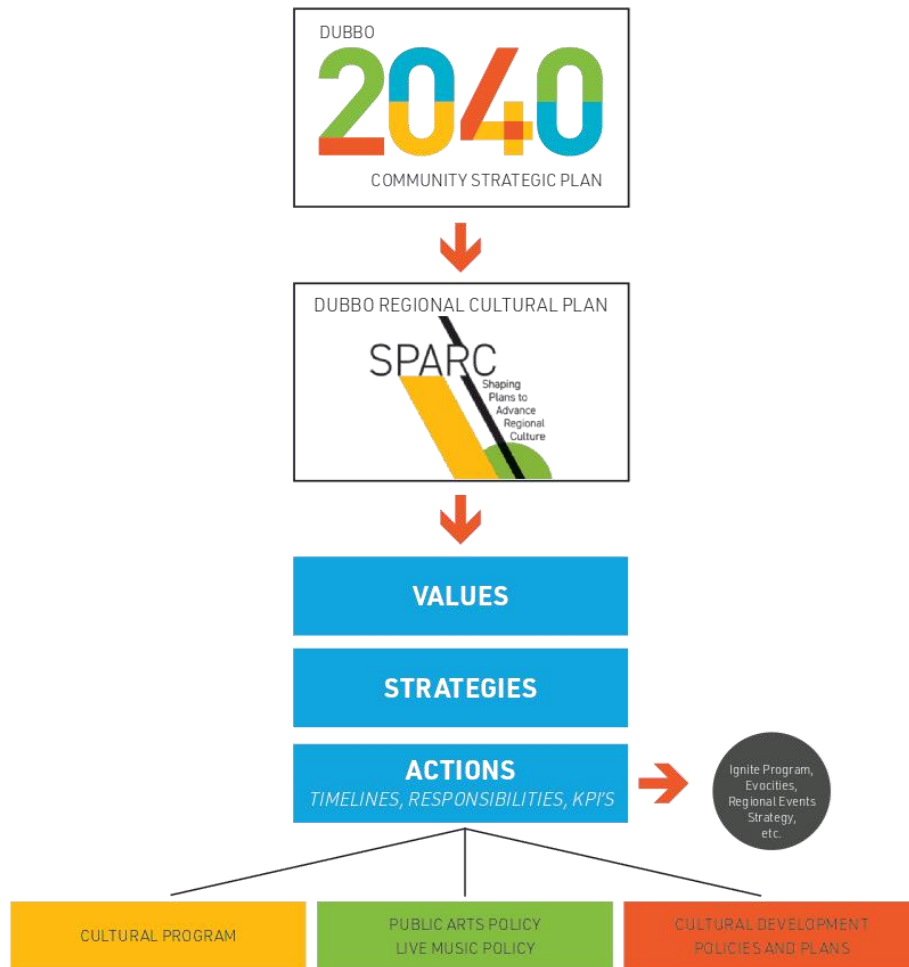 DUBBO
2040
COMMUNITY STRATEGIC PLAN
DUBBO REGIONAL CULTURAL PLAN
SPARC
Shaping
Plans to
Advance
Regional
Culture
VALUES
STRATEGIES
ACTIONS
TIMELINES, RESPONSIBILITIES, KPI'S
Ignite Program,
Evocities,
Regional Events
Strategy,
etc.
CULTURAL PROGRAM
PUBLIC ARTS POLICY
LIVE MUSIC POLICY
CULTURAL DEVELOPMENT
POLICIES AND PLANS